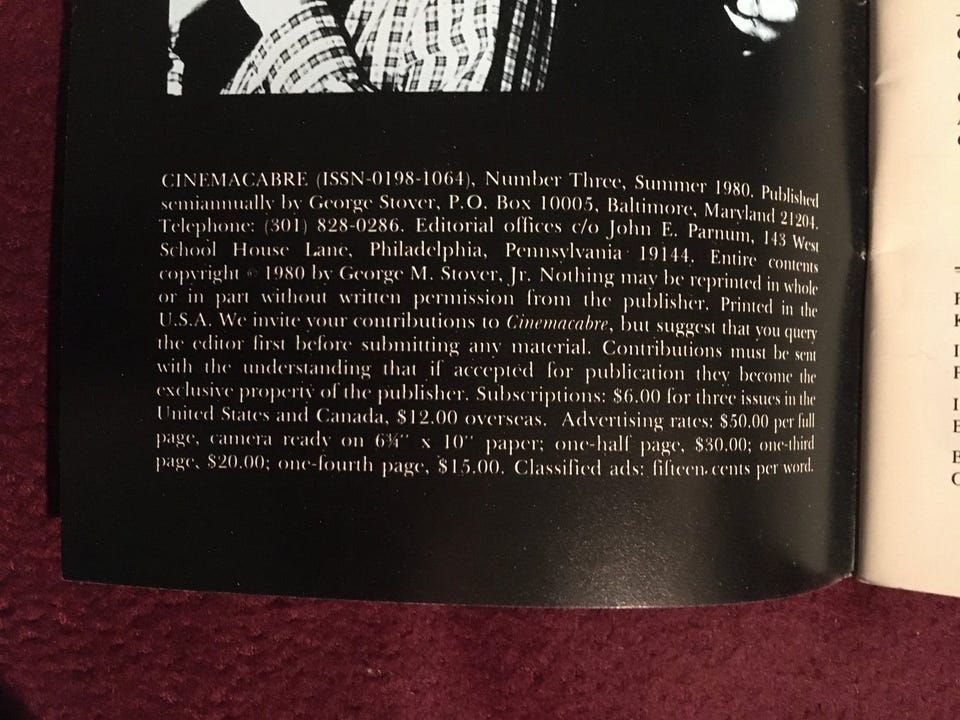 CINEMACABRE (ISSN-0198-1064), Number Three, Summer 1980. Published
semiannually by George Stover, P.O. Box 10005, Baltimore, Maryland 21204.
Telephone: (301) 828-0286. Editorial offices c/o John E. Parnum, 143 West
School House Lane, Philadelphia, Pennsylvania 19144. Entire contents
copyright © 1980 by George M. Stover, Jr. Nothing may be reprinted in whole
or in part without written permission from the publisher. Printed in the
U.S.A. We invite your contributions to Cinemacabre, but suggest that you query
the editor first before submitting any material. Contributions must be sent
with the understanding that if accepted for publication they become the
exclusive property of the publisher. Subscriptions: $6.00 for three issues in the
United States and Canada, $12.00 overseas. Advertising rates: $50.00 per full
page, camera ready on 6¾" x 10" paper; one-half page, $30.00; one-third
page, $20.00; one-fourth page, $15.00. Classified ads: fifteen cents per word.